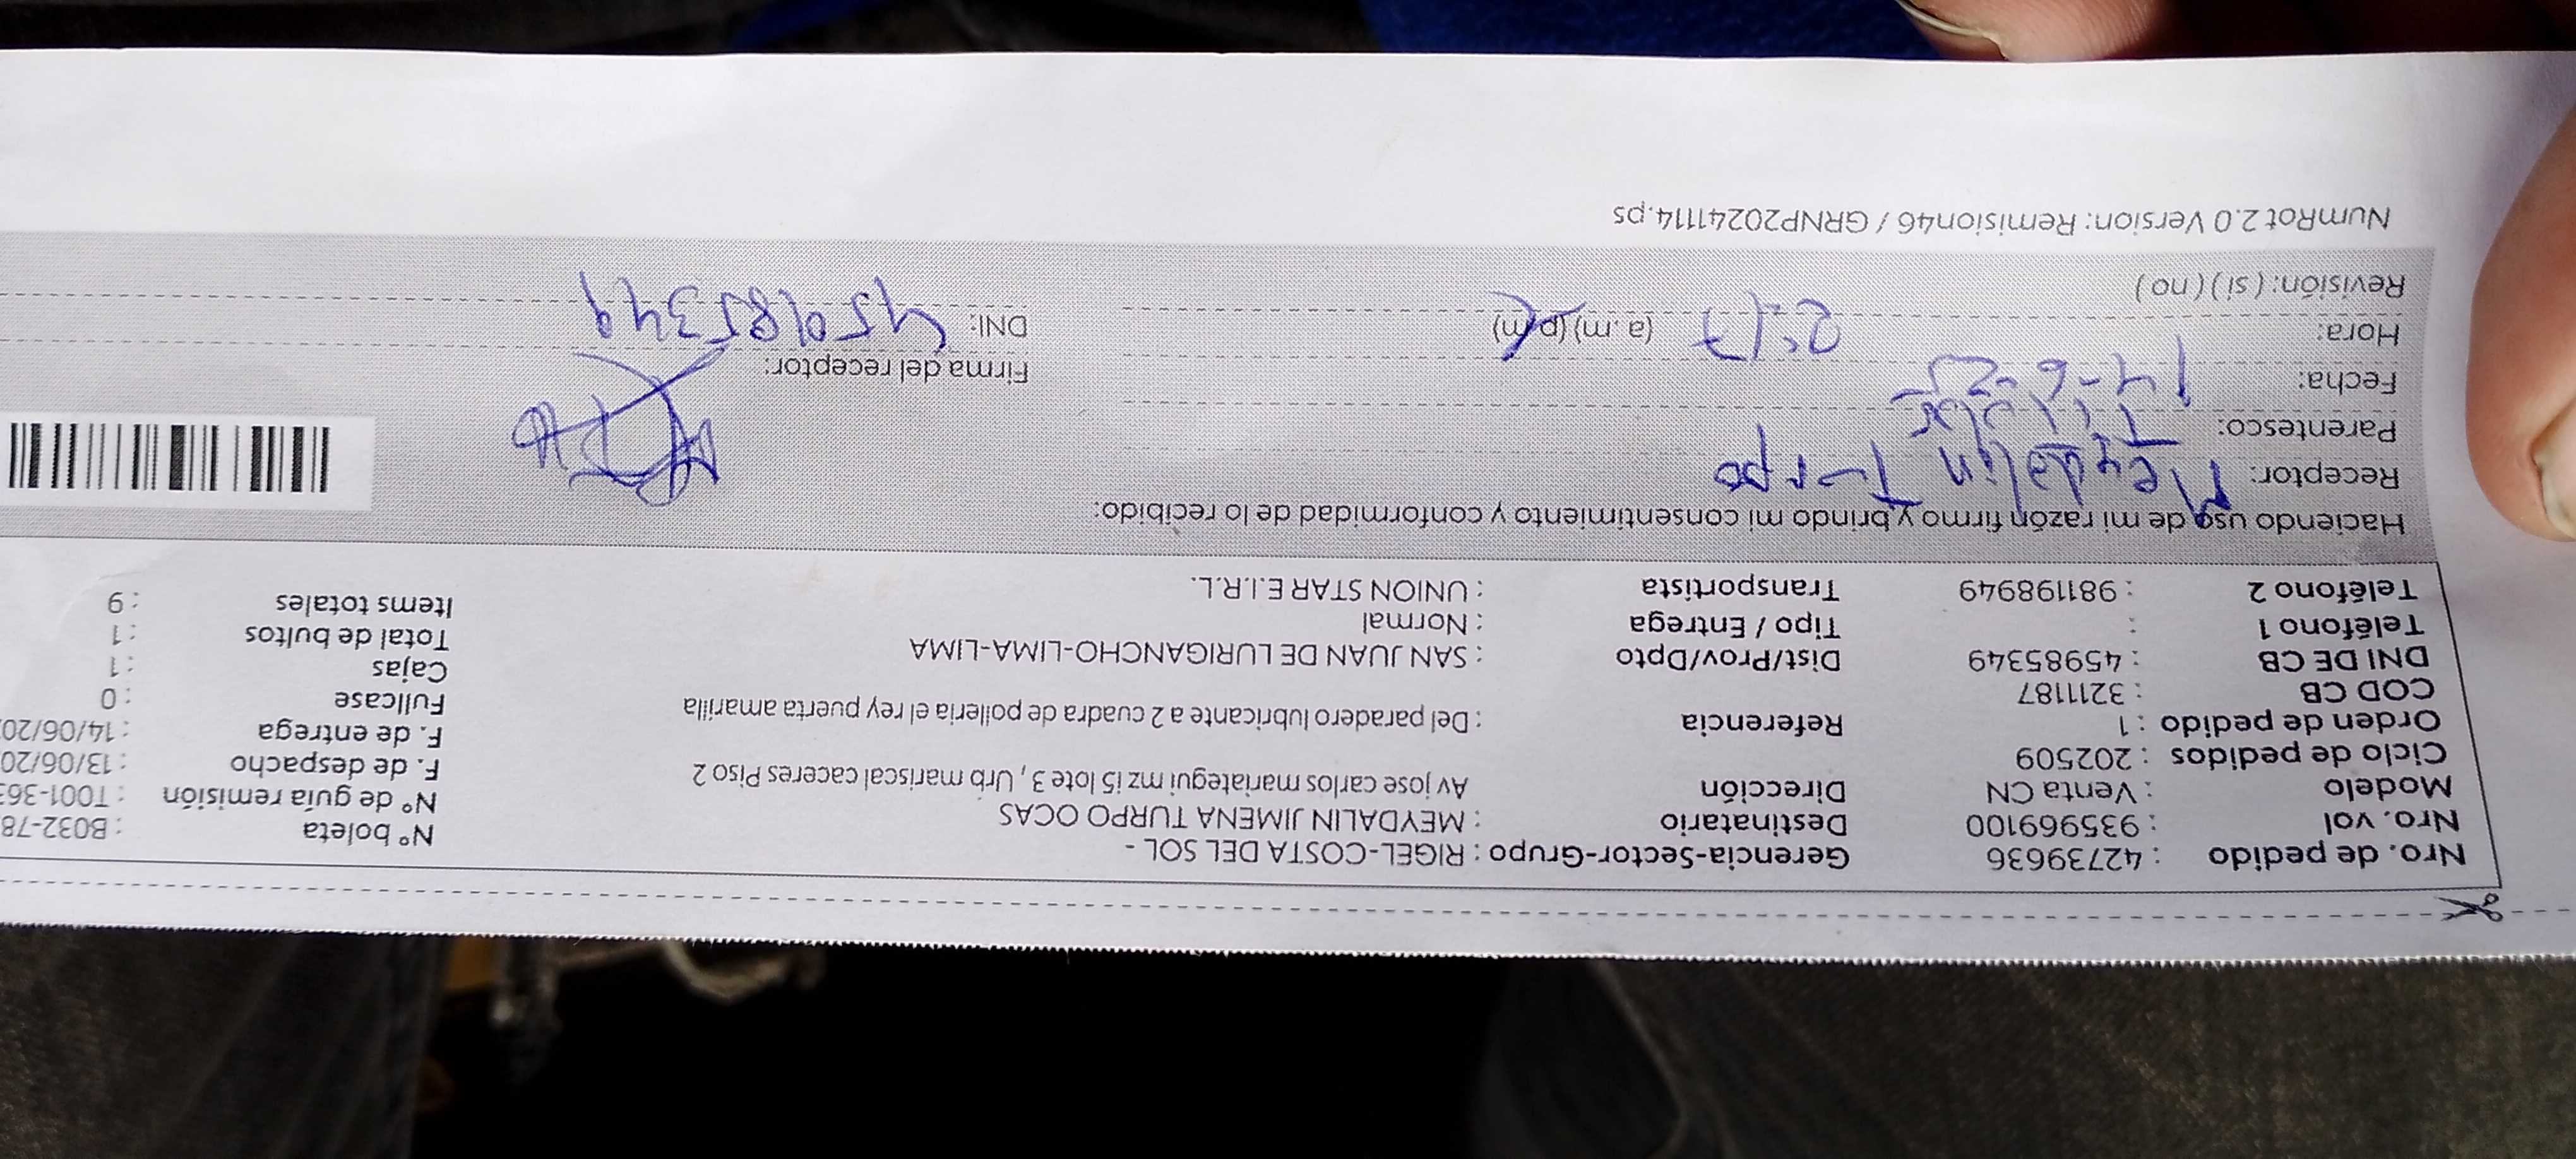 Nro. de pedido : 42739636 Gerencia-Sector-Grupo : RIGEL-COSTA DEL SOL - N° boleta : B032-78
Nro. vol : 935969100 Destinatario : MEYDALIN JIMENA TURPO OCAS N° de guía remisión : T001-363
Modelo : Venta CN Dirección Av jose carlos mariategui mz i5 lote 3 , Urb mariscal caceres Piso 2 F. de despacho : 13/06/20
Ciclo de pedidos : 202509 F. de entrega : 14/06/20
Orden de pedido : 1 Referencia : Del paradero lubricante a 2 cuadra de polleria el rey puerta amarilla Fullcase : 0
COD CB : 3211187 Cajas : 1
DNI DE CB : 45985349 Dist/Prov/Dpto : SAN JUAN DE LURIGANCHO-LIMA-LIMA Total de bultos : 1
Teléfono 1 : Tipo / Entrega : Normal Items totales : 9
Teléfono 2 : 981198949 Transportista : UNION STAR E.I.R.L.
Haciendo uso de mi razón firmo y brindo mi consentimiento y conformidad de lo recibido:
Receptor: Meydalin Turpo
Parentesco: Titular
Fecha: 14-6-25 Firma del receptor:
Hora: 2:17 (a.m) (p.m) DNI:
Revisión: ( si ) ( no )
NumRot 2.0 Version: Remision46 / GRNP20241114.ps